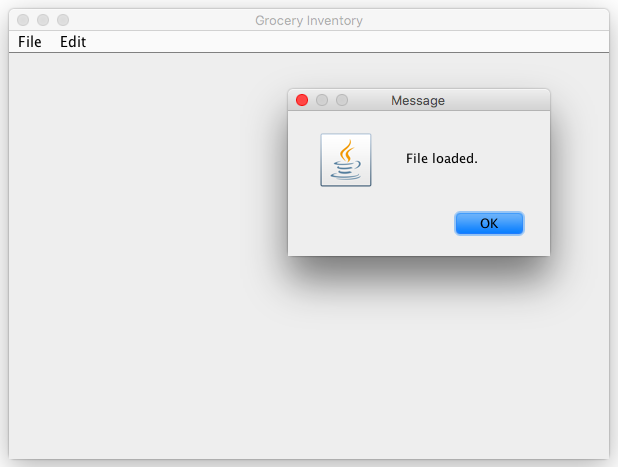 Grocery Inventory
File Edit
Message
File loaded.
OK